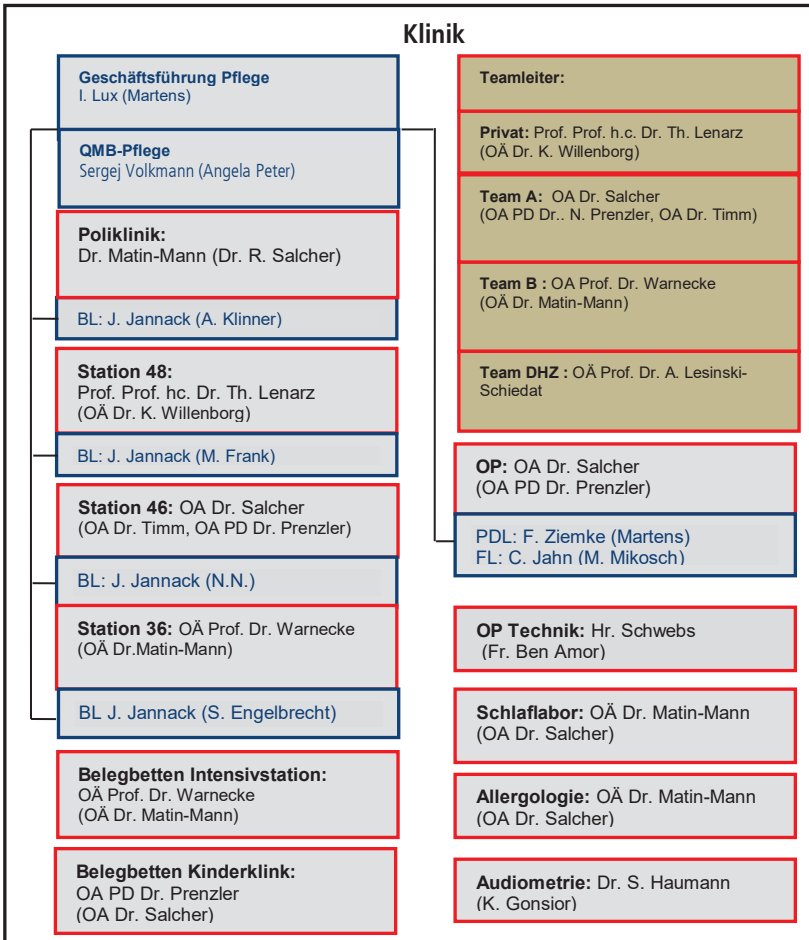 Klinik
Geschäftsführung Pflege
I. Lux (Martens)
QMB-Pflege
Sergej Volkmann (Angela Peter)
Poliklinik:
Dr. Matin-Mann (Dr. R. Salcher)
BL: J. Jannack (A. Klinner)
Station 48:
Prof. Prof. hc. Dr. Th. Lenarz
(OÄ Dr. K. Willenborg)
BL: J. Jannack (M. Frank)
Station 46: OA Dr. Salcher
(OA Dr. Timm, OA PD Dr. Prenzler)
BL: J. Jannack (N.N.)
Station 36: OÄ Prof. Dr. Warnecke
(OÄ Dr.Matin-Mann)
BL J. Jannack (S. Engelbrecht)
Belegbetten Intensivstation:
OÄ Prof. Dr. Warnecke
(OÄ Dr. Matin-Mann)
Belegbetten Kinderklink:
OA PD Dr. Prenzler
(OA Dr. Salcher)
Teamleiter:
Privat: Prof. Prof. h.c. Dr. Th. Lenarz
(OÄ Dr. K. Willenborg)
Team A: OA Dr. Salcher
(OA PD Dr.. N. Prenzler, OA Dr. Timm)
Team B : OA Prof. Dr. Warnecke
(OÄ Dr. Matin-Mann)
Team DHZ : OÄ Prof. Dr. A. Lesinski-
Schiedat
OP: OA Dr. Salcher
(OA PD Dr. Prenzler)
PDL: F. Ziemke (Martens)
FL: C. Jahn (M. Mikosch)
OP Technik: Hr. Schwebs
(Fr. Ben Amor)
Schlaflabor: OÄ Dr. Matin-Mann
(OA Dr. Salcher)
Allergologie: OÄ Dr. Matin-Mann
(OA Dr. Salcher)
Audiometrie: Dr. S. Haumann
(K. Gonsior)